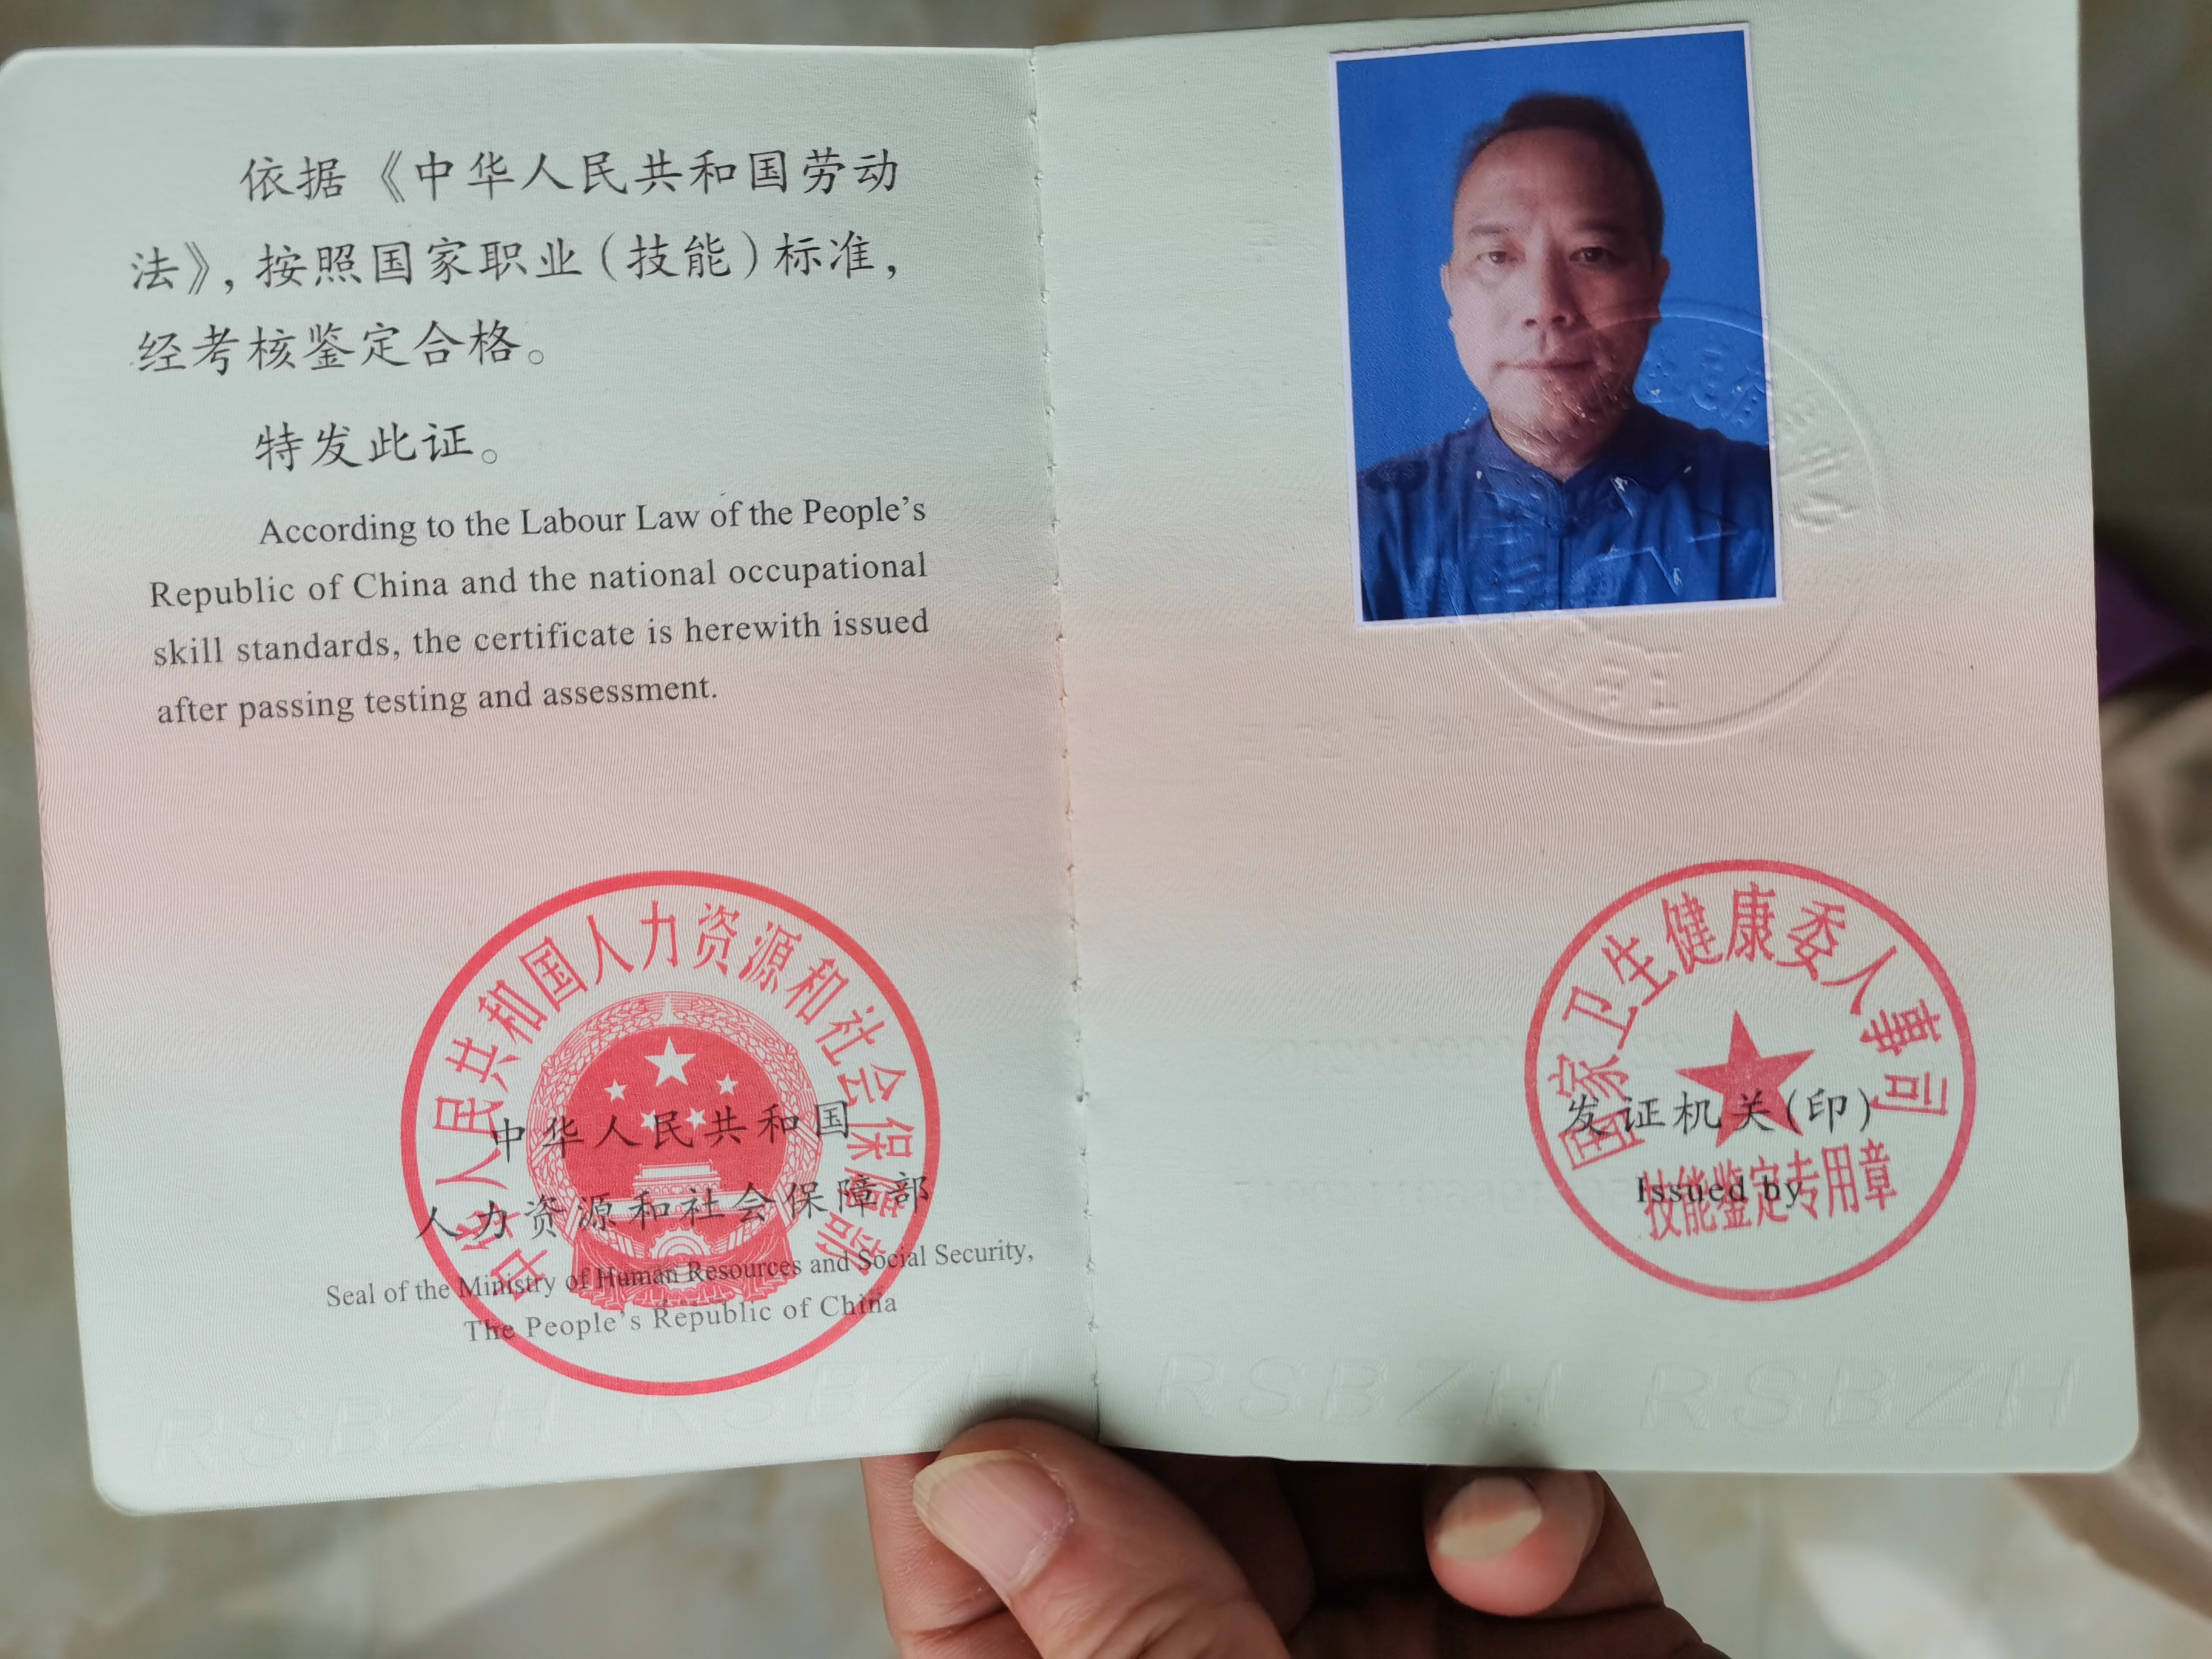 依据《中华人民共和国劳动
法》，按照国家职业（技能）标准，
经考核鉴定合格。
特发此证。
According to the Labour Law of the People's
Republic of China and the national occupational
skill standards, the certificate is herewith issued
after passing testing and assessment.
中华人民共和国人力资源和社会保障部
中华人民共和国
人力资源和社会保障部
Seal of the Ministry of Human Resources and Social Security,
The People's Republic of China
RSBZH RSBZH
国家卫生健康委人事司
发证机关(印)
Issued by
技能鉴定专用章
RSBZH RSBZH